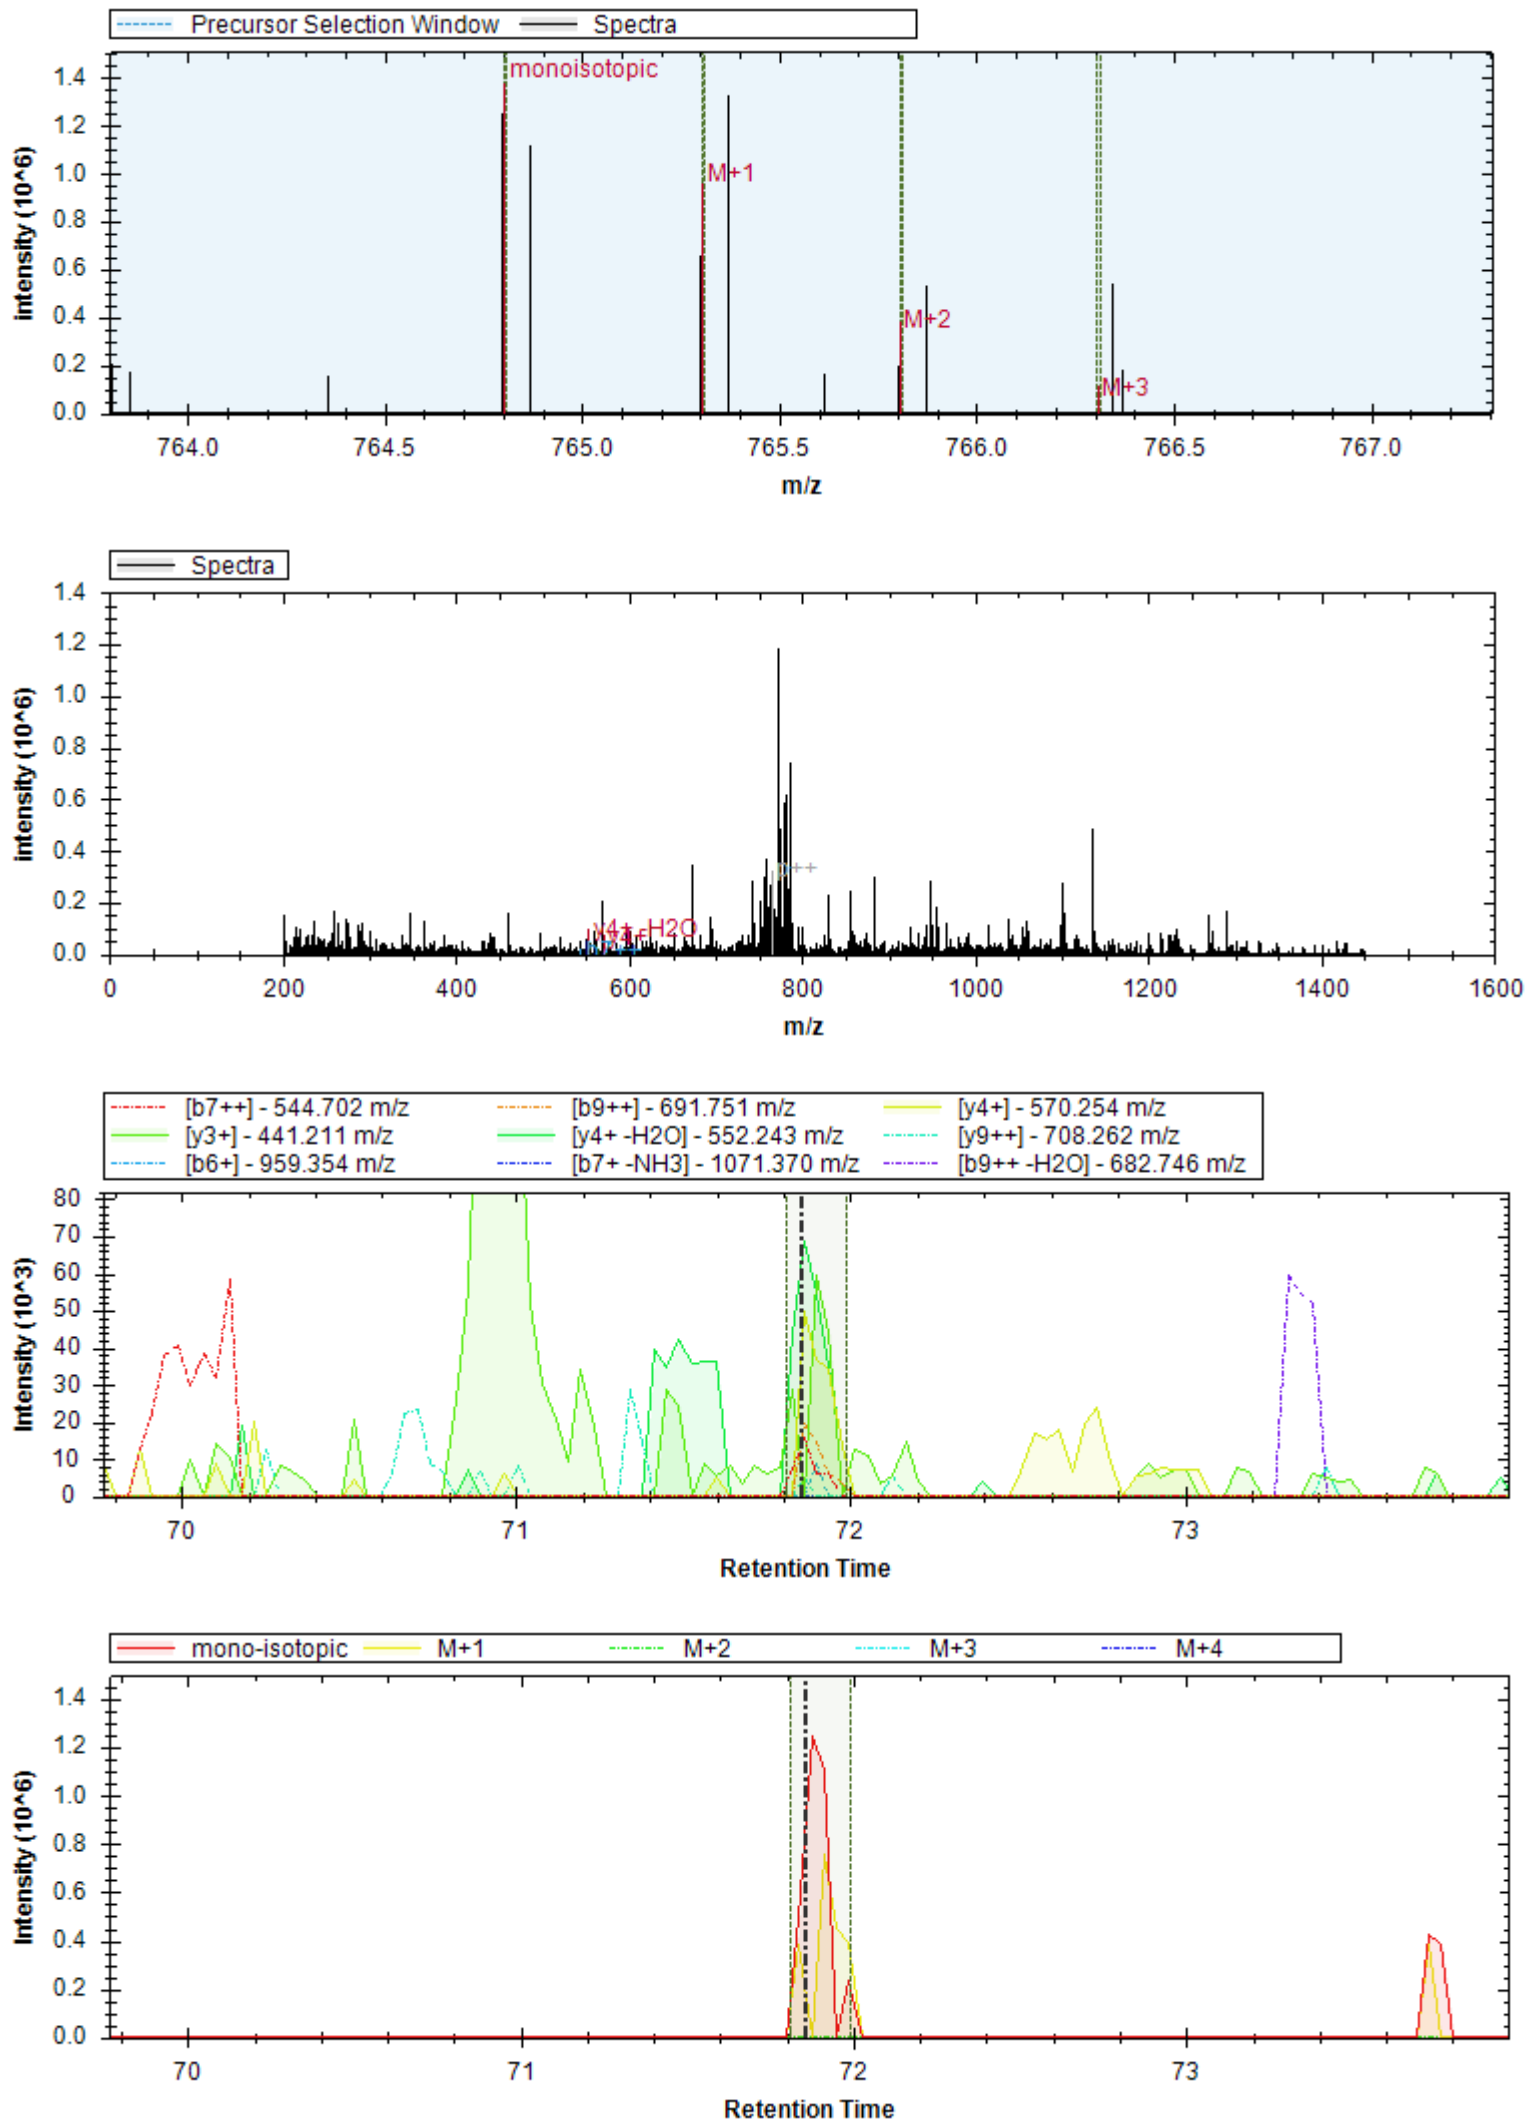 Precursor Selection Window Spectra
intensity (10^6)
1.4
1.2
1.0
0.8
0.6
0.4
0.2
0.0
monoisotopic
M+1
M+2
M+3
764.0 764.5 765.0 765.5 766.0 766.5 767.0
m/z
Spectra
intensity (10^6)
1.4
1.2
1.0
0.8
0.6
0.4
0.2
0.0
y4+ -H2O
0 200 400 600 800 1000 1200 1400 1600
m/z
[b7++] - 544.702 m/z [b9++] - 691.751 m/z [y4+] - 570.254 m/z
[y3+] - 441.211 m/z [y4+ -H2O] - 552.243 m/z [y9++] - 708.262 m/z
[b6+] - 959.354 m/z [b7+ -NH3] - 1071.370 m/z [b9++ -H2O] - 682.746 m/z
Intensity (10^3)
80
70
60
50
40
30
20
10
0
70 71 72 73
Retention Time
mono-isotopic M+1 M+2 M+3 M+4
Intensity (10^6)
1.4
1.2
1.0
0.8
0.6
0.4
0.2
0.0
70 71 72 73
Retention Time